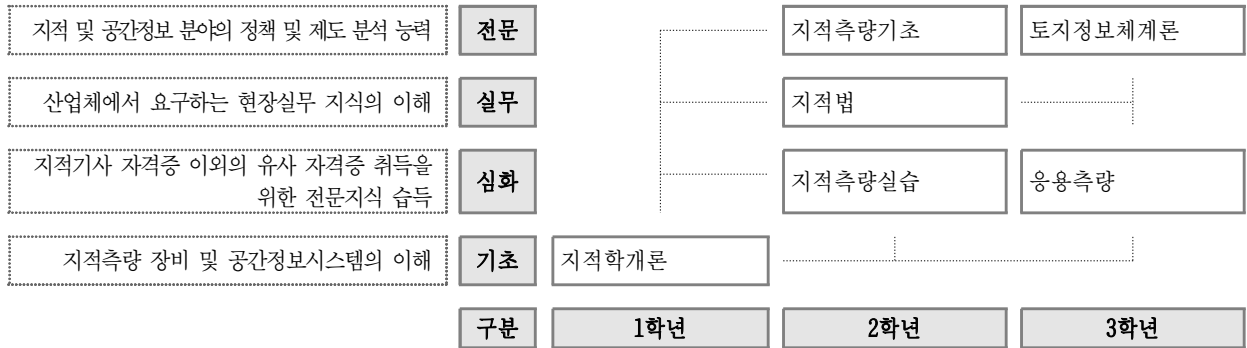 지적 및 공간정보 분야의 정책 및 제도 분석 능력 전문 지적측량기초 토지정보체계론
산업체에서 요구하는 현장실무 지식의 이해 실무 지적법
지적기사 자격증 이외의 유사 자격증 취득을
위한 전문지식 습득 심화 지적측량실습 응용측량
지적측량 장비 및 공간정보시스템의 이해 기초 지적학개론
구분 1학년 2학년 3학년